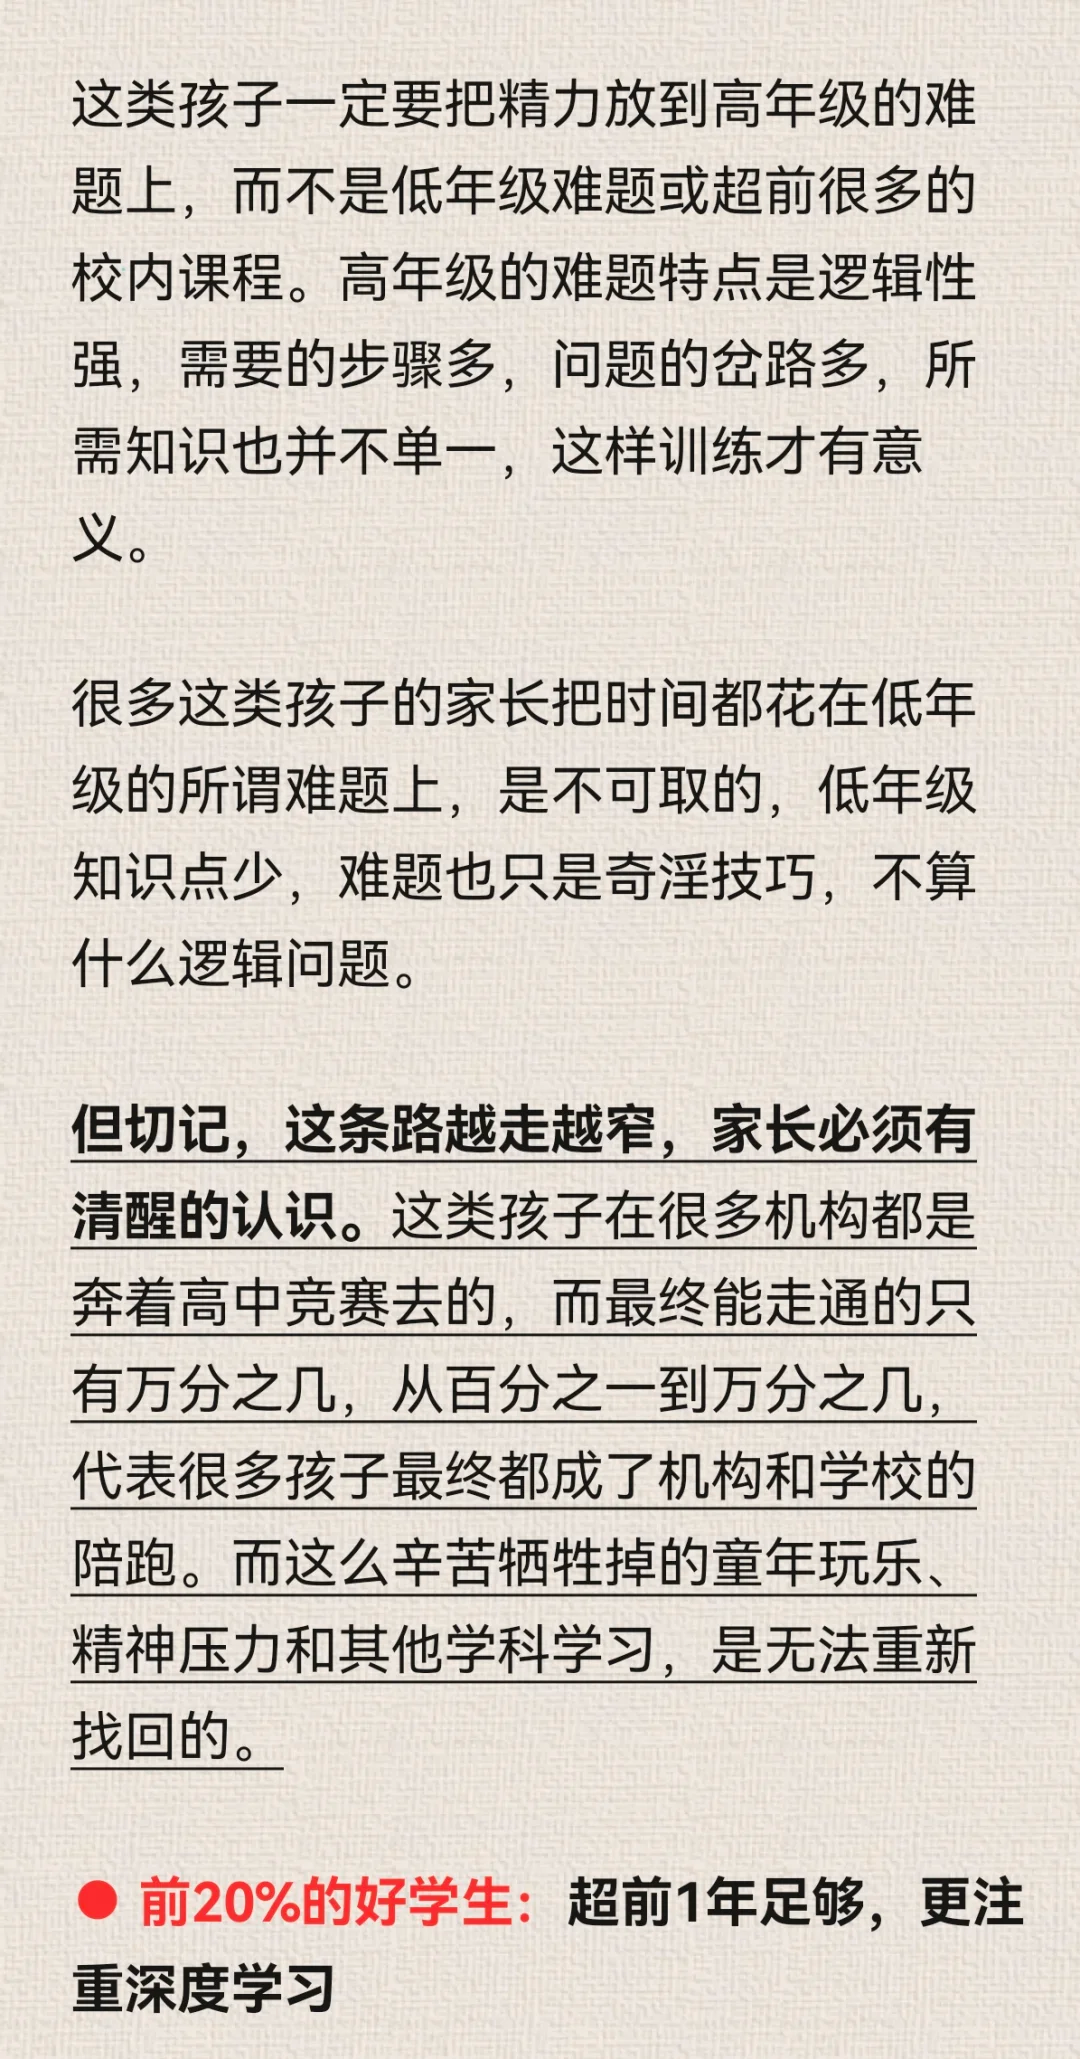 这类孩子一定要把精力放到高年级的难
题上，而不是低年级难题或超前很多的
校内课程。高年级的难题特点是逻辑性
强，需要的步骤多，问题的岔路多，所
需知识也并不单一，这样训练才有意
义。
很多这类孩子的家长把时间都花在低年
级的所谓难题上，是不可取的，低年级
知识点少，难题也只是奇淫技巧，不算
什么逻辑问题。
但切记，这条路越走越窄，家长必须有
清醒的认识。这类孩子在很多机构都是
奔着高中竞赛去的，而最终能走通的只
有万分之几，从百分之一到万分之几，
代表很多孩子最终都成了机构和学校的
陪跑。而这么辛苦牺牲掉的童年玩乐、
精神压力和其他学科学习，是无法重新
找回的。
● 前20%的好学生：超前1年足够，更注
重深度学习